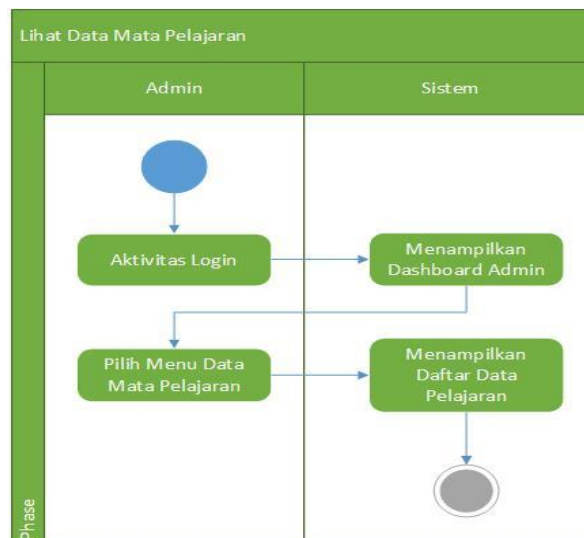 Lihat Data Mata Pelajaran
Admin
Sistem
Aktivitas Login
Menampilkan
Dashboard Admin
Pilih Menu Data
Mata Pelajaran
Menampilkan
Daftar Data
Pelajaran
Phase